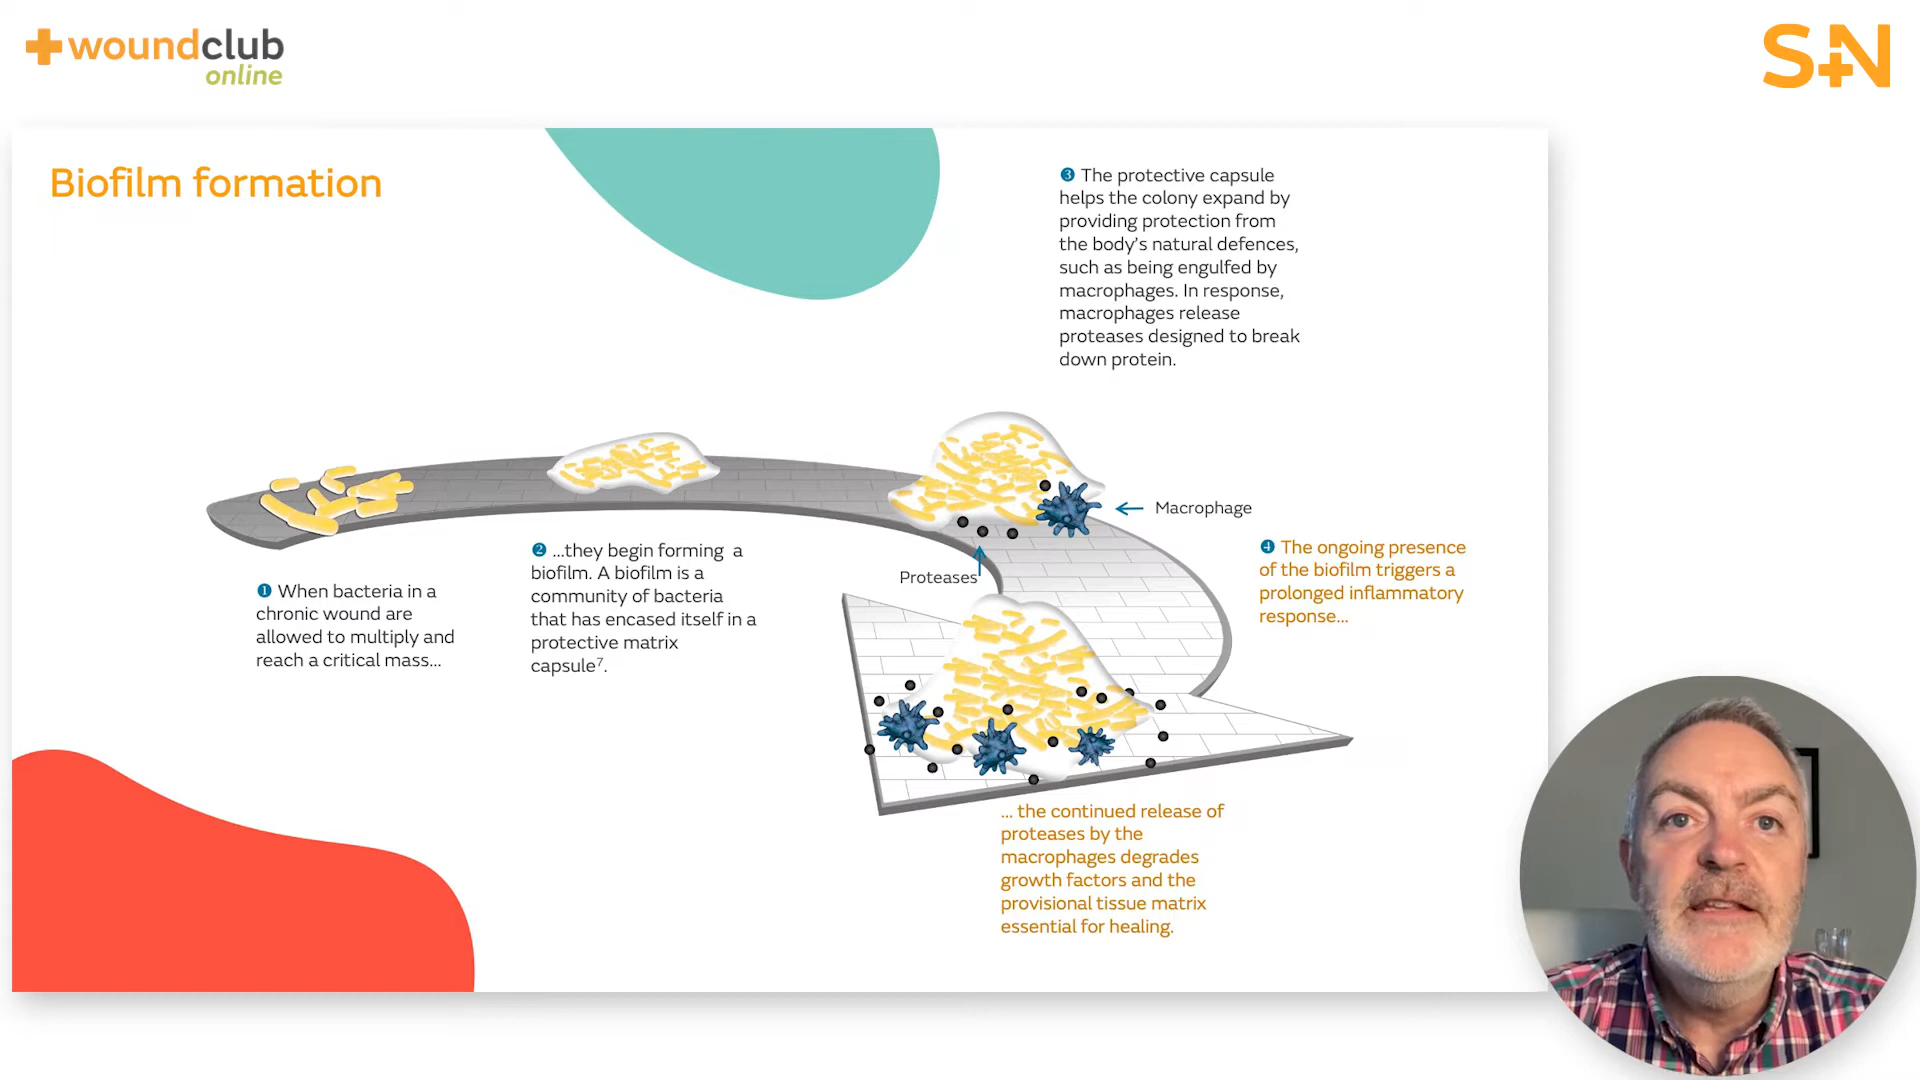 woundclub
online
S+N
Biofilm formation
❸ The protective capsule
helps the colony expand by
providing protection from
the body's natural defences,
such as being engulfed by
macrophages. In response,
macrophages release
proteases designed to break
down protein.
Macrophage
Proteases
❶ When bacteria in a
chronic wound are
allowed to multiply and
reach a critical mass...
❷ ...they begin forming a
biofilm. A biofilm is a
community of bacteria
that has encased itself in a
protective matrix
capsule⁷.
❹ The ongoing presence
of the biofilm triggers a
prolonged inflammatory
response...
... the continued release of
proteases by the
macrophages degrades
growth factors and the
provisional tissue matrix
essential for healing.